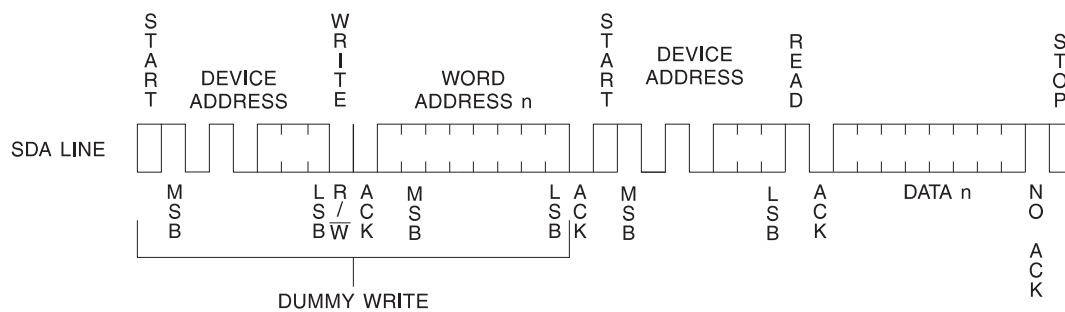 START
DEVICE
ADDRESS
WRITE
WORD
ADDRESS n
START
DEVICE
ADDRESS
READ
STOP
SDA LINE
MSB
LSB
R/W̅
ACK
MSB
LSB
ACK
MSB
LSB
ACK
DATA n
NO ACK
DUMMY WRITE